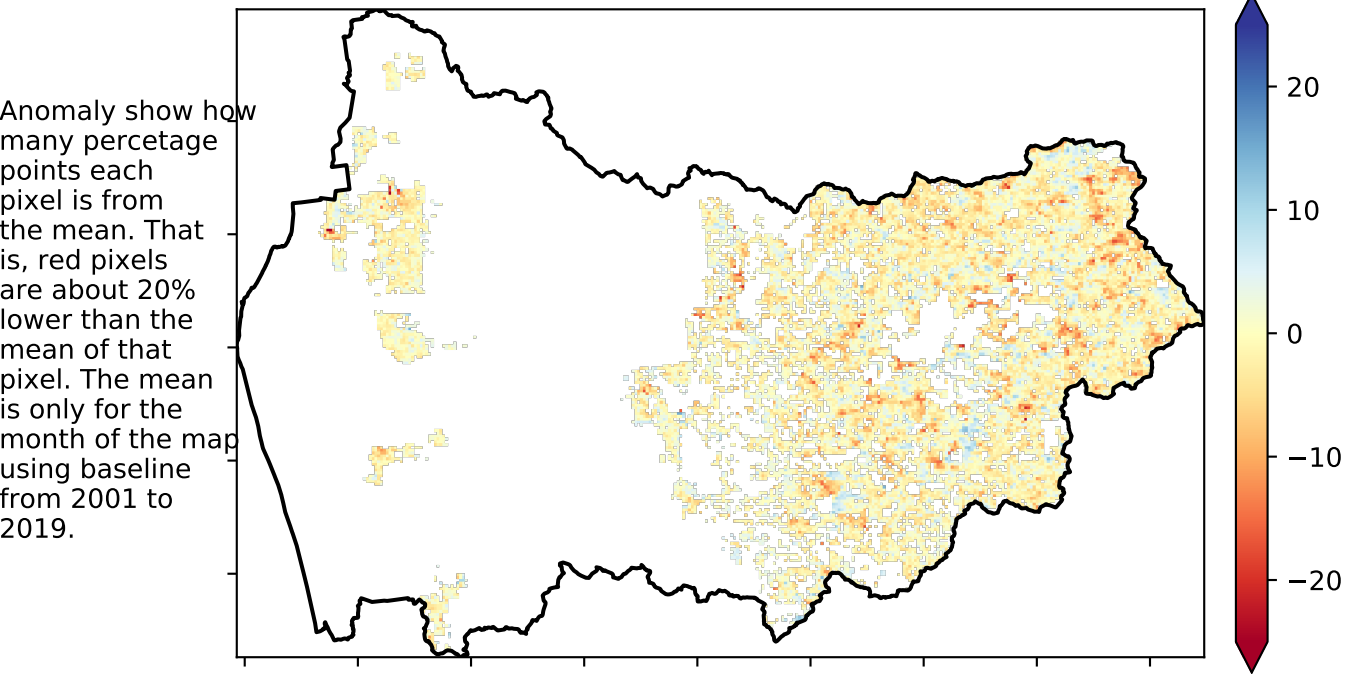 Anomaly show how
many percetage
points each
pixel is from
the mean. That
is, red pixels
are about 20%
lower than the
mean of that
pixel. The mean
is only for the
month of the map
using baseline
from 2001 to
2019.
20
10
0
−10
−20